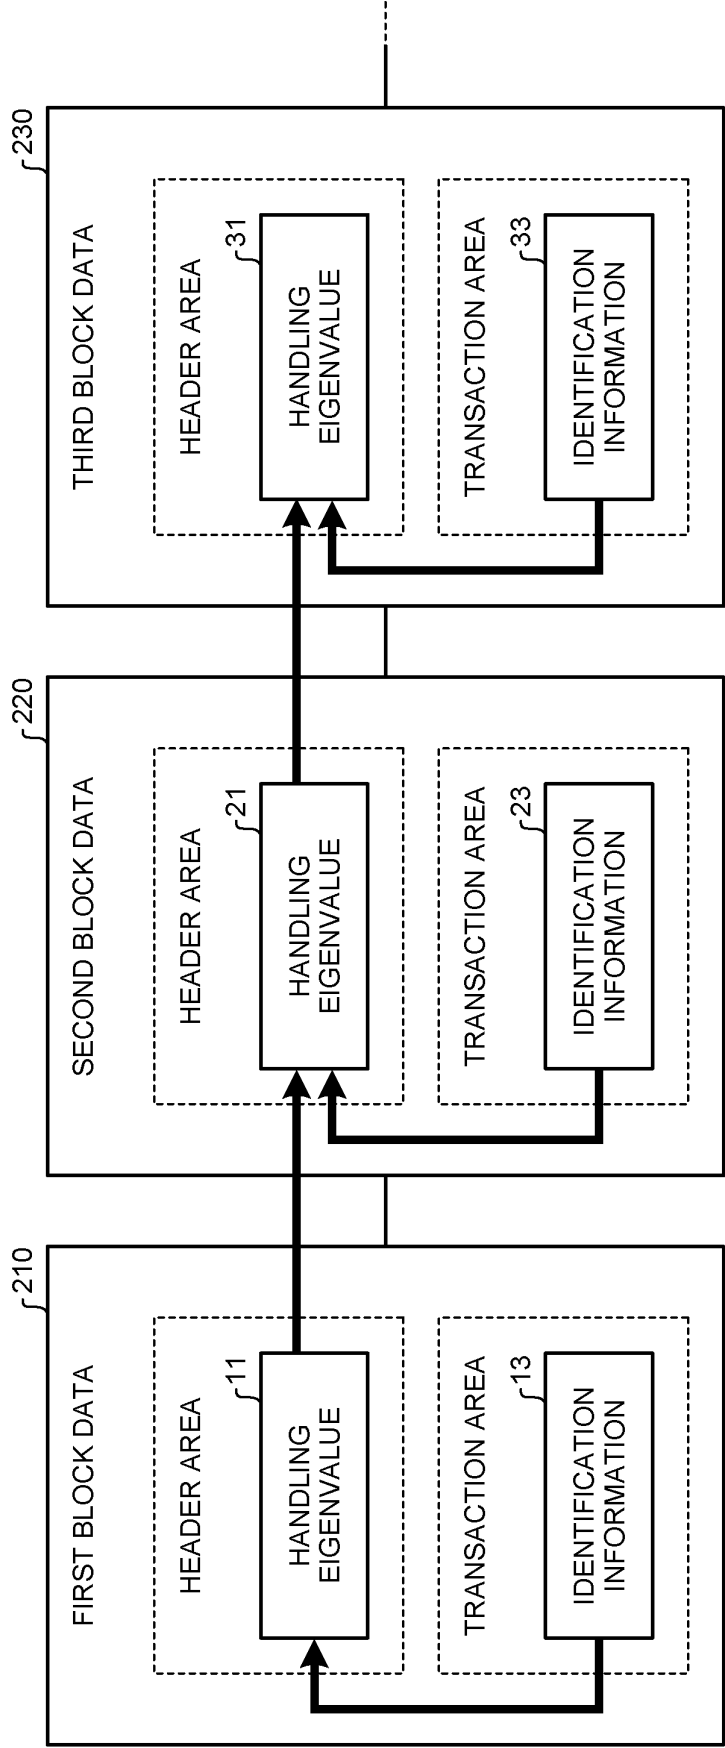 210
FIRST BLOCK DATA
HEADER AREA
11
HANDLING
EIGENVALUE
TRANSACTION AREA
13
IDENTIFICATION
INFORMATION
220
SECOND BLOCK DATA
HEADER AREA
21
HANDLING
EIGENVALUE
TRANSACTION AREA
23
IDENTIFICATION
INFORMATION
230
THIRD BLOCK DATA
HEADER AREA
31
HANDLING
EIGENVALUE
TRANSACTION AREA
33
IDENTIFICATION
INFORMATION